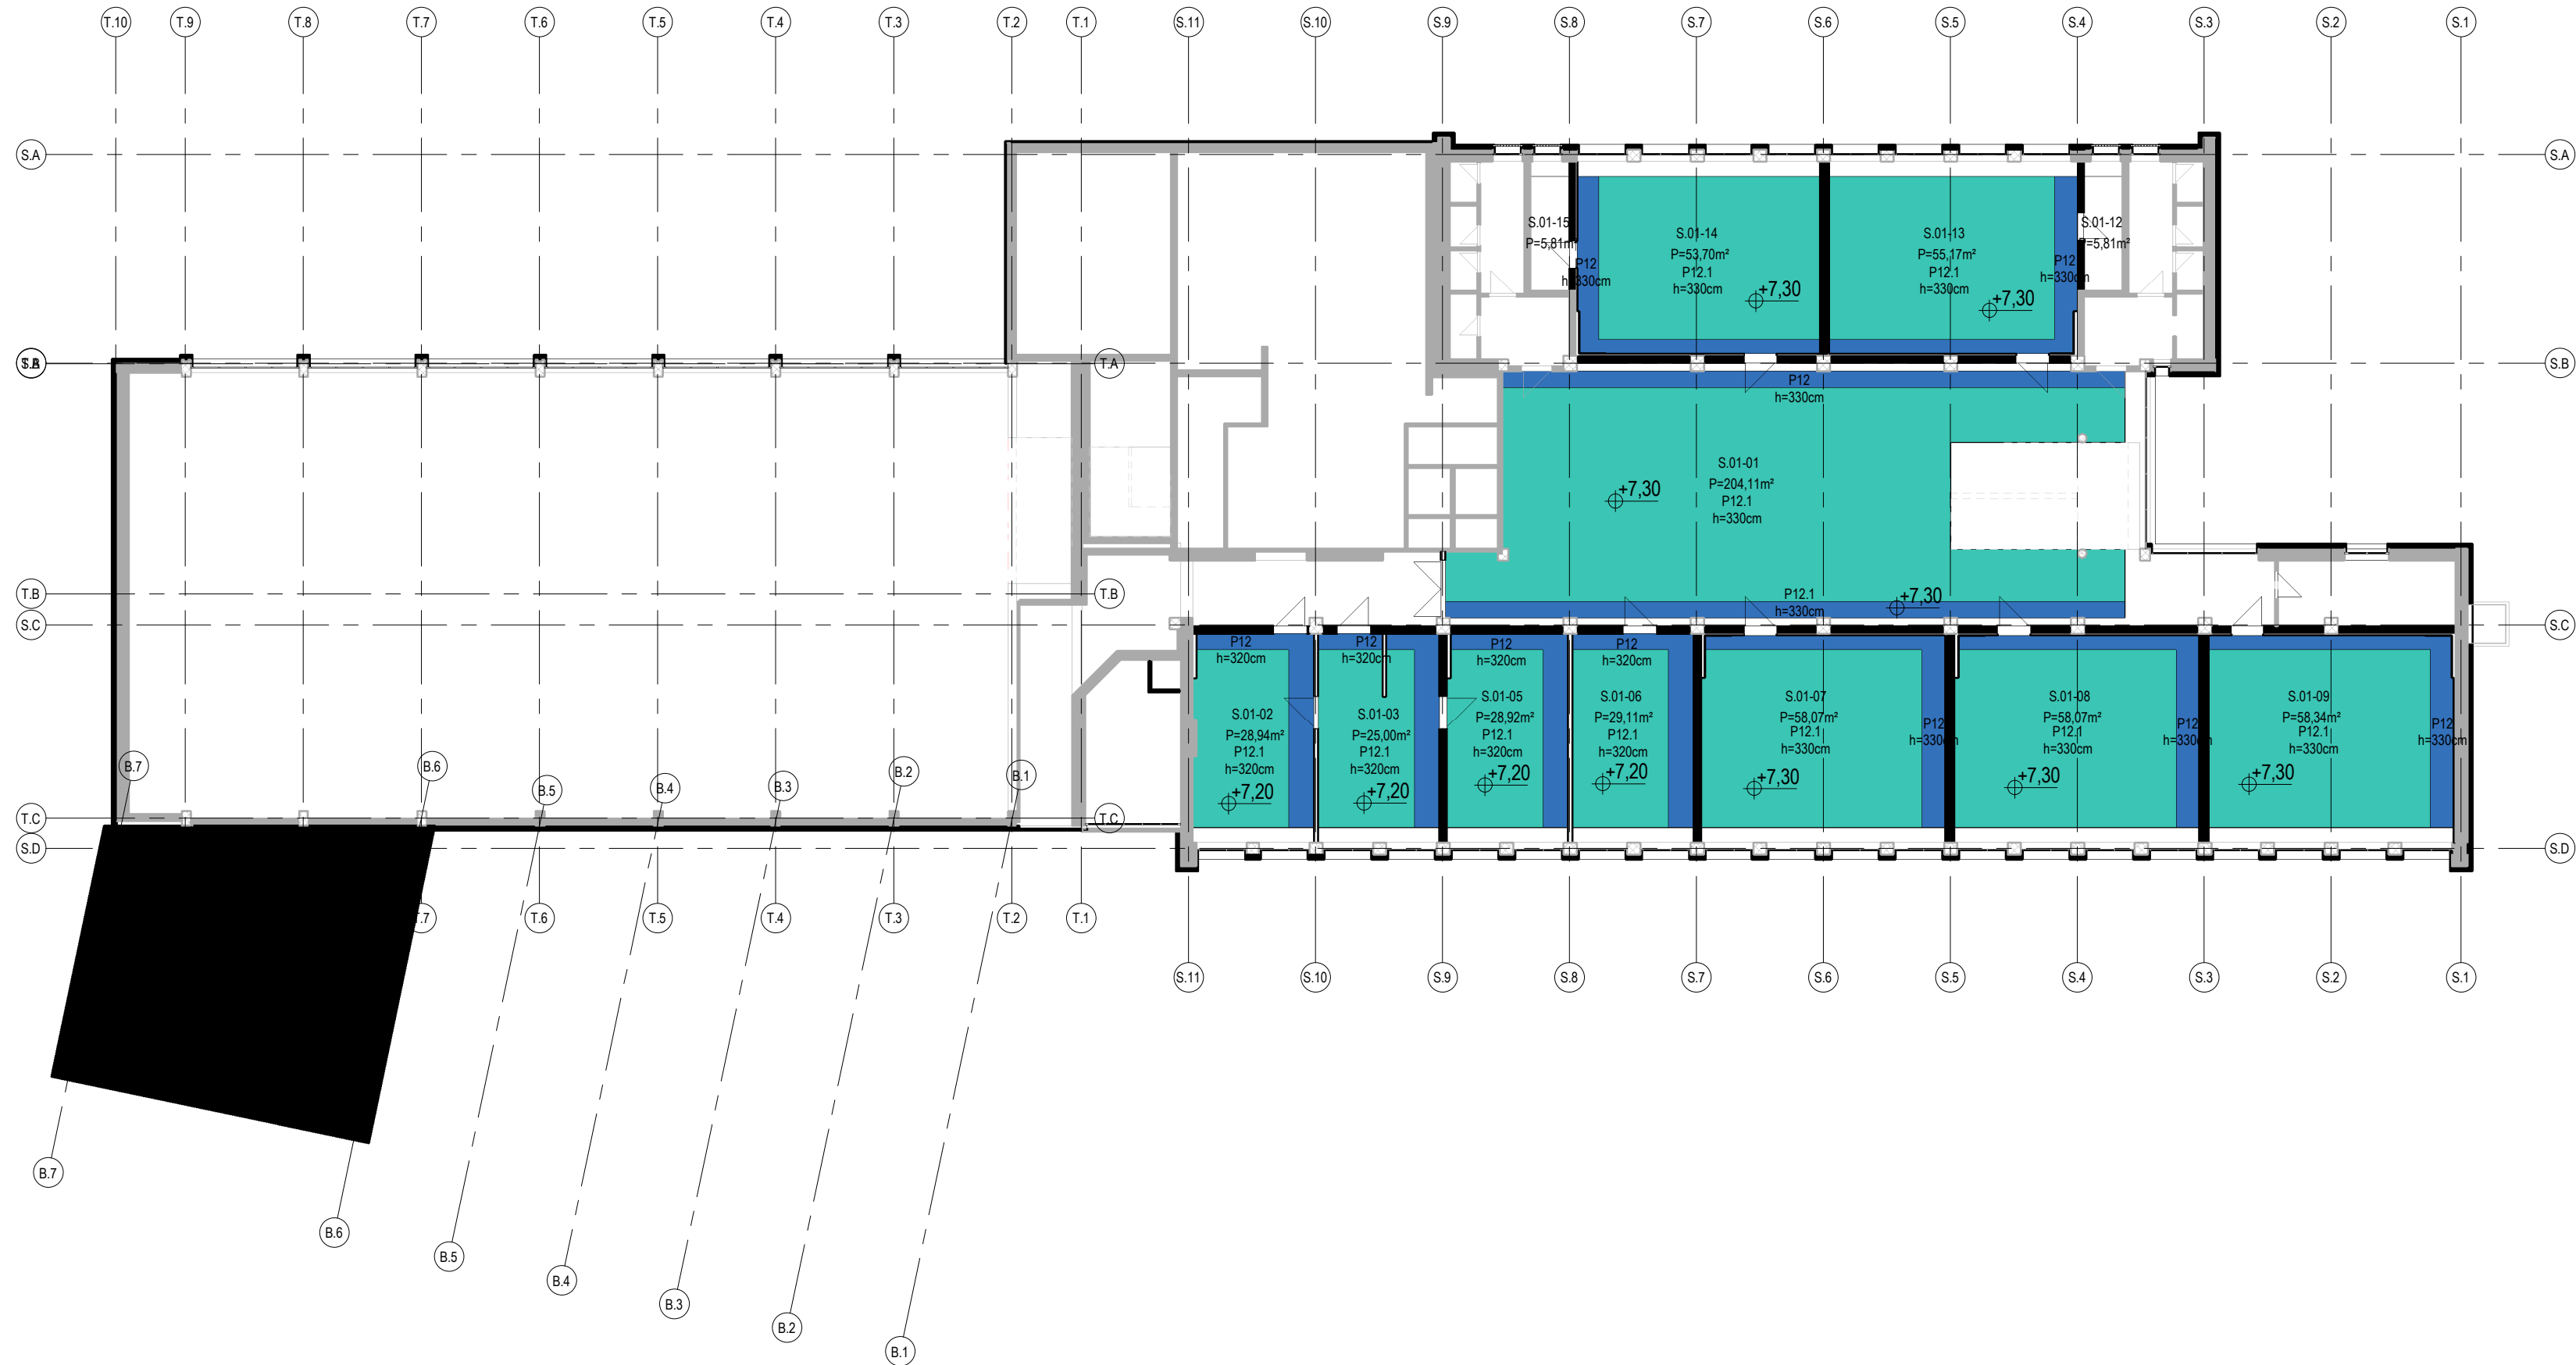 T.10 T.9 T.8 T.7 T.6 T.5 T.4 T.3 T.2 T.1 S.11 S.10 S.9 S.8 S.7 S.6 S.5 S.4 S.3 S.2 S.1
S.A S.A
S.01-15
P=5,81m²
P12
h=330cm
S.01-14
P=53,70m²
P12.1
h=330cm
+7,30
S.01-13
P=55,17m²
P12.1
h=330cm
+7,30
P12
h=330cm
S.01-12
P=5,81m²
T.A S.B
P12
h=330cm
S.01-01
P=204,11m²
P12.1
h=330cm
+7,30
T.B T.B
P12.1
h=330cm
+7,30
S.C S.C
P12
h=320cm
S.01-02
P=28,94m²
P12.1
h=320cm
+7,20
P12
h=320cm
S.01-03
P=25,00m²
P12.1
h=320cm
+7,20
P12
h=320cm
S.01-05
P=28,92m²
P12.1
h=320cm
+7,20
P12
h=320cm
S.01-06
P=29,11m²
P12.1
h=320cm
+7,20
S.01-07
P=58,07m²
P12.1
h=330cm
+7,30
P12
h=330cm
S.01-08
P=58,07m²
P12.1
h=330cm
+7,30
P12
h=330cm
S.01-09
P=58,34m²
P12.1
h=330cm
+7,30
P12
h=330cm
B.7 B.6 B.5 B.4 B.3 B.2 B.1
T.C T.C
S.D S.D
T.7 T.6 T.5 T.4 T.3 T.2 T.1
S.11 S.10 S.9 S.8 S.7 S.6 S.5 S.4 S.3 S.2 S.1
B.7
B.6
B.5
B.4
B.3
B.2
B.1